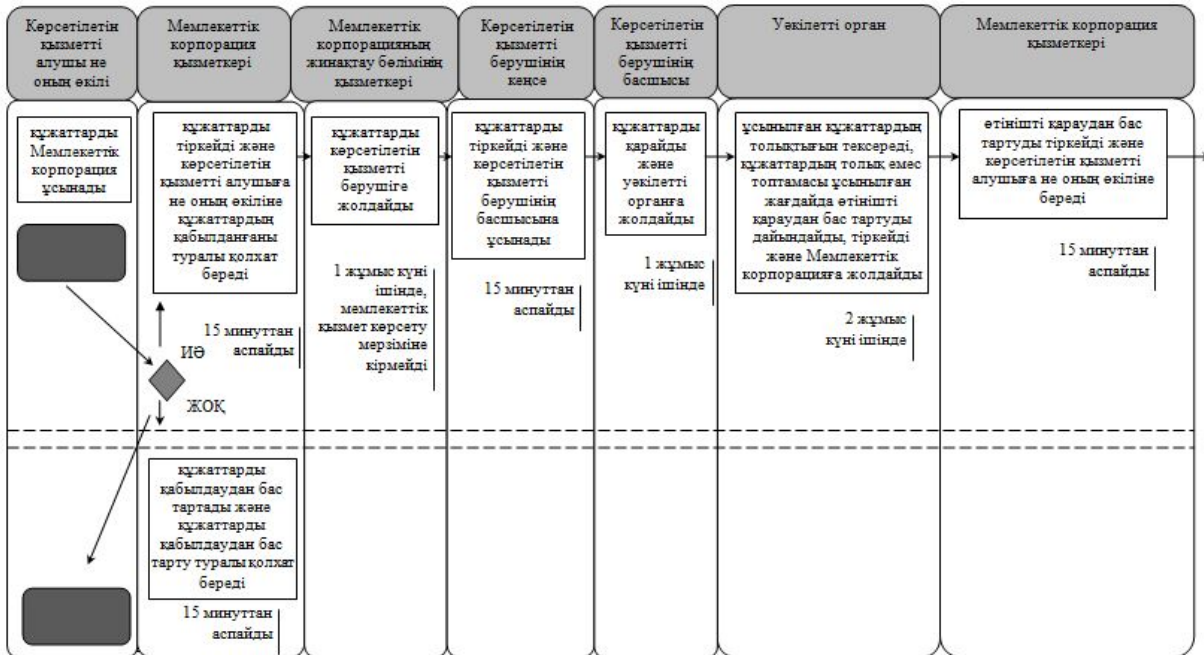 Көрсетілетін
қызметті
алушы не
оның өкілі
Мемлекеттік
корпорация
қызметкері
Мемлекеттік
корпорацияның
жинақтау бөлімінің
қызметкері
Көрсетілетін
қызметті
берушінің
кеңсе
Көрсетілетін
қызметті
берушінің
басшысы
Уәкілетті орган
Мемлекеттік корпорация
қызметкері
құжаттарды
Мемлекеттік
корпорация
ұсынады
құжаттарды
тіркейді және
көрсетілетін
қызметті алушыға
не оның өкіліне
құжаттардың
қабылданғаны
туралы қолхат
береді
15 минуттан
аспайды
ИӘ
ЖОҚ
құжаттарды
қабылдаудан бас
тартады және
құжаттарды
қабылдаудан бас
тарту туралы қолхат
береді
15 минуттан
аспайды
құжаттарды
көрсетілетін
қызметті
берушіге
жолдайды
1 жұмыс күні
ішінде,
мемлекеттік
қызмет көрсету
мерзіміне
кірмейді
құжаттарды
тіркейді және
көрсетілетін
қызметті
берушінің
басшысына
ұсынады
15 минуттан
аспайды
құжаттарды
қарайды
және
уәкілетті
органға
жолдайды
1 жұмыс
күні ішінде
ұсынылған құжаттардың
толықтығын тексереді,
құжаттардың толық емес
топтамасы ұсынылған
жағдайда өтінішті
қараудан бас тартуды
дайындайды, тіркейді
және Мемлекеттік
корпорацияға жолдайды
2 жұмыс
күні ішінде
өтінішті қараудан бас
тартуды тіркейді және
көрсетілетін қызметті
алушыға не оның өкіліне
береді
15 минуттан
аспайды